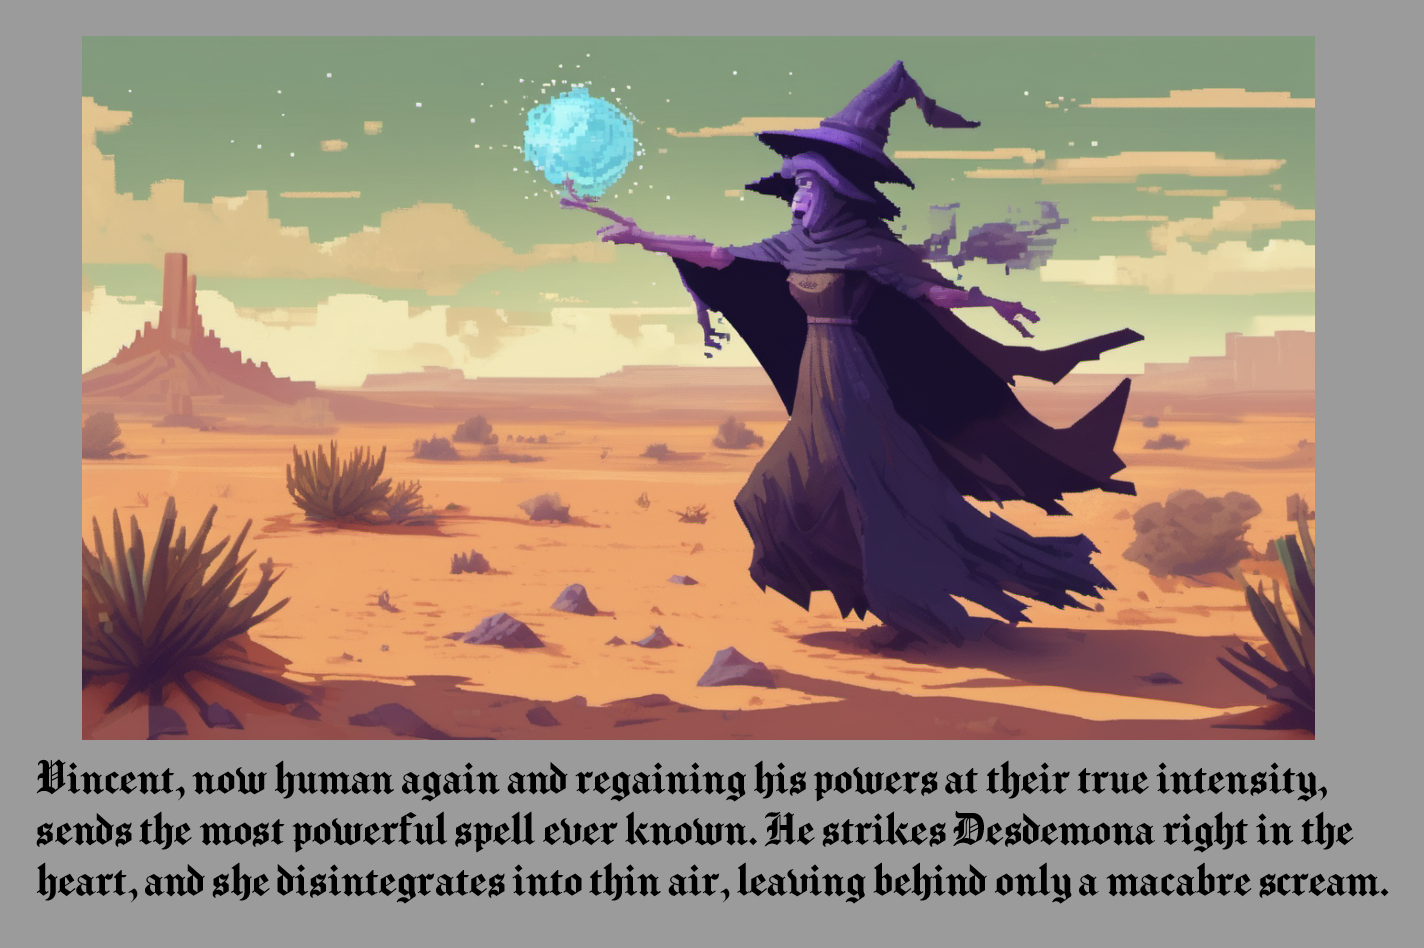 Vincent, now human again and regaining his powers at their true intensity,
sends the most powerful spell ever known. He strikes Desdemona right in the
heart, and she disintegrates into thin air, leaving behind only a macabre scream.